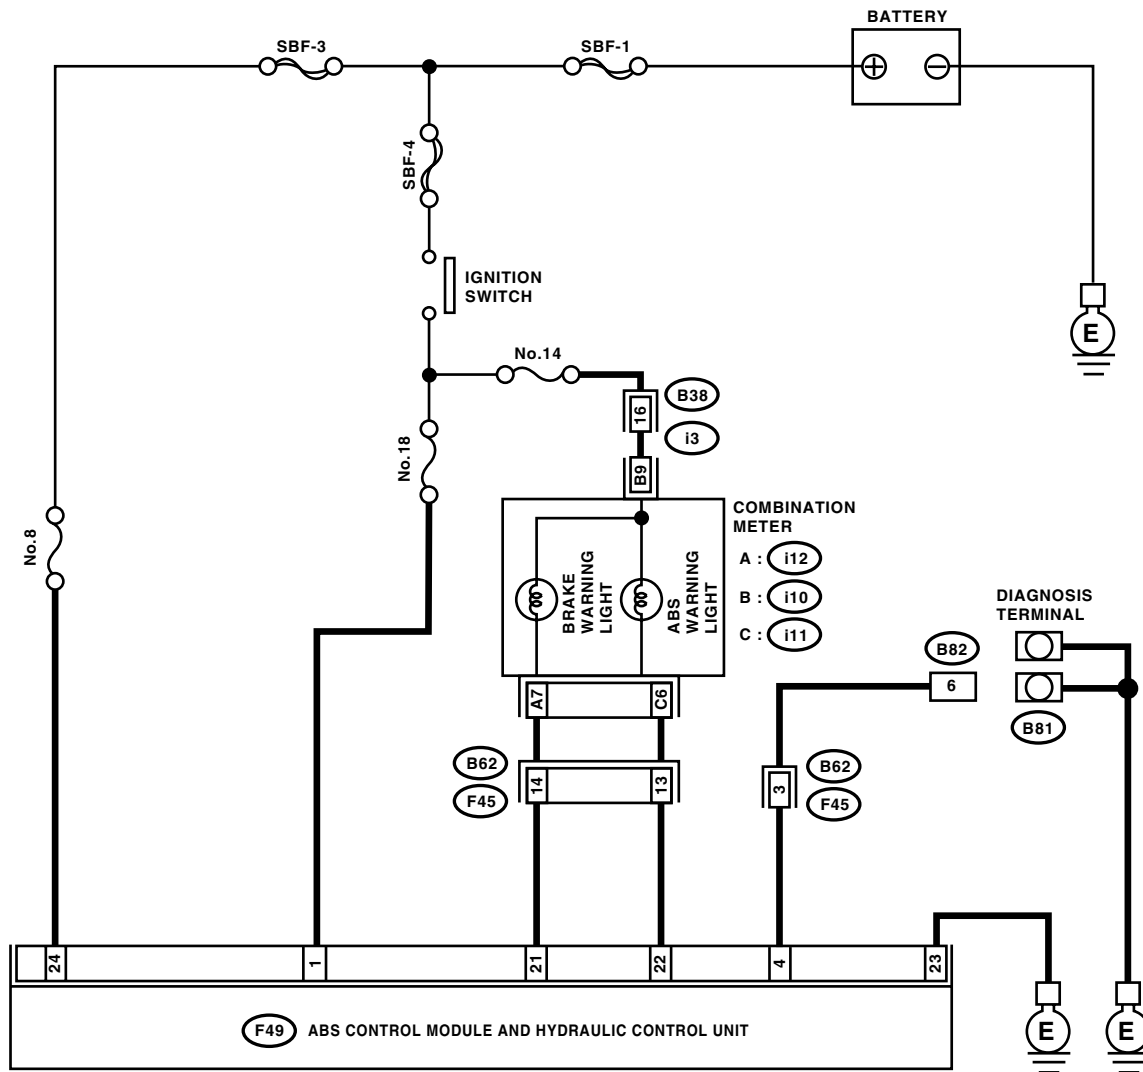 BATTERY
SBF-3
SBF-1
SBF-4
IGNITION
SWITCH
E
No.14
B38
16
i3
No.18
B9
COMBINATION
METER
No.8
BRAKE
WARNING
LIGHT
ABS
WARNING
LIGHT
A : i12
B : i10
C : i11
DIAGNOSIS
TERMINAL
B82
6
B81
A7
C6
B62
F45
14
13
3
B62
F45
24
1
21
22
4
23
F49 ABS CONTROL MODULE AND HYDRAULIC CONTROL UNIT
E
E